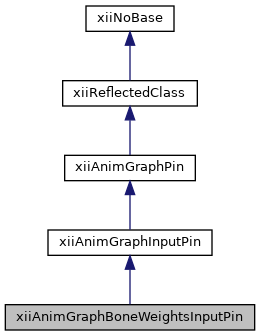 xiiNoBase
xiiReflectedClass
xiiAnimGraphPin
xiiAnimGraphInputPin
xiiAnimGraphBoneWeightsInputPin